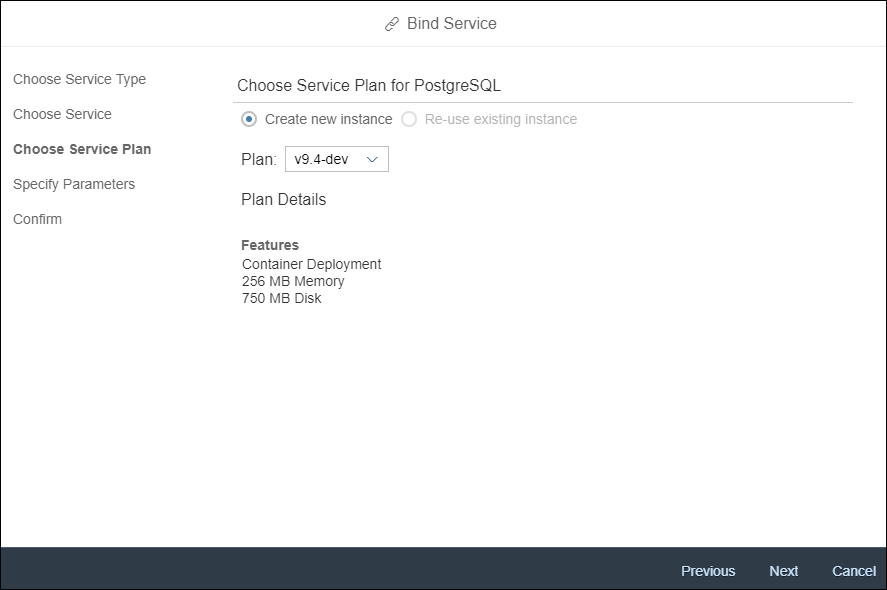 Bind Service
Choose Service Type
Choose Service
Choose Service Plan
Specify Parameters
Confirm
Choose Service Plan for PostgreSQL
Create new instance Re-use existing instance
Plan: v9.4-dev
Plan Details
Features
Container Deployment
256 MB Memory
750 MB Disk
Previous Next Cancel